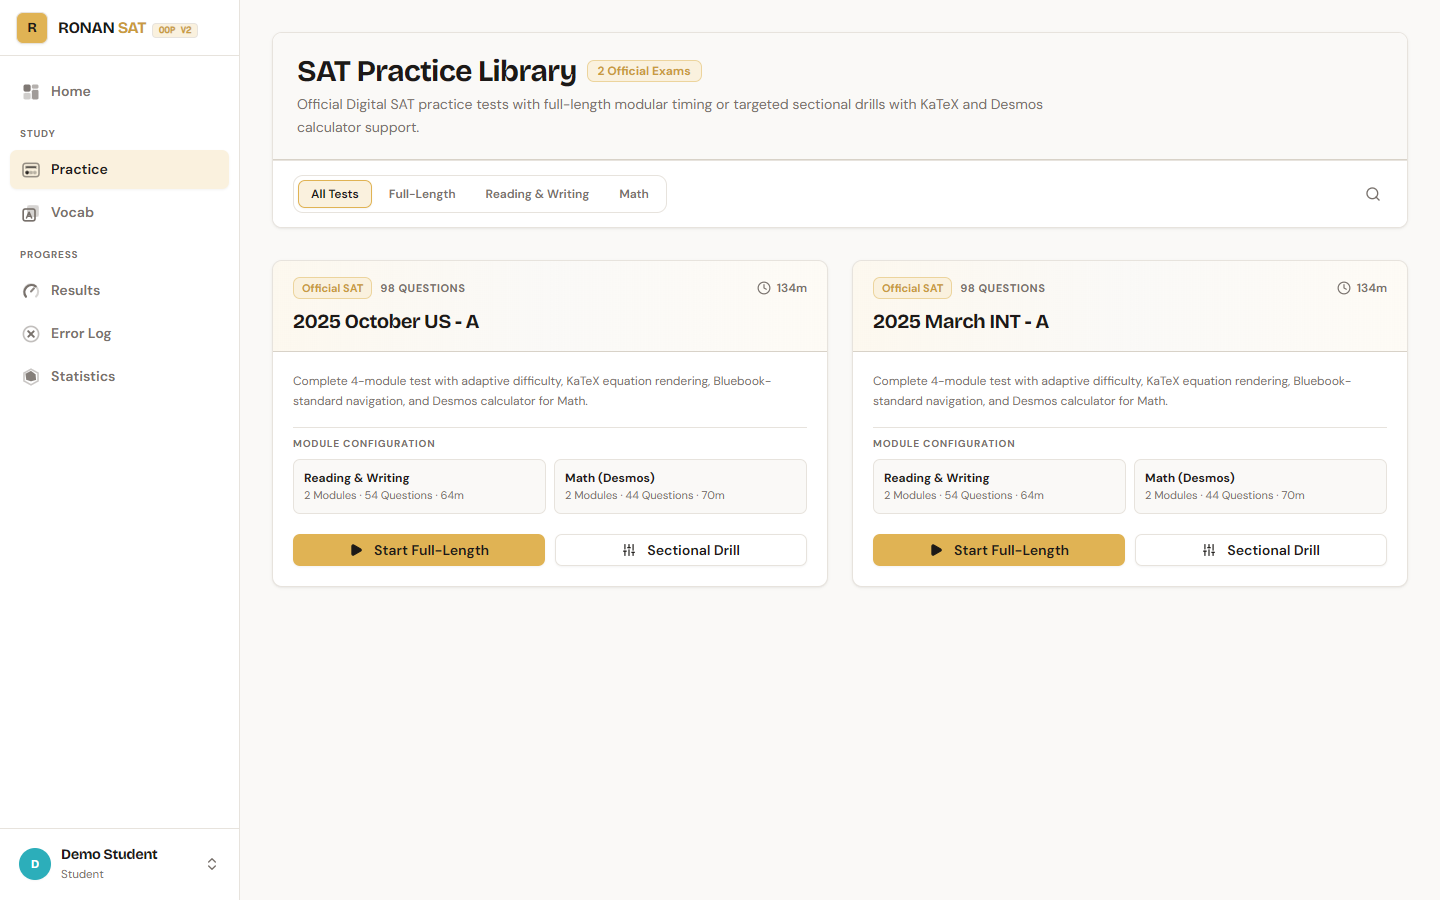 R
RONAN SAT OOP V2
Home
STUDY
Practice
A
Vocab
PROGRESS
Results
Error Log
Statistics
D
Demo Student
Student
SAT Practice Library
2 Official Exams
Official Digital SAT practice tests with full-length modular timing or targeted sectional drills with KaTeX and Desmos
calculator support.
All Tests
Full-Length
Reading & Writing
Math
Official SAT
98 QUESTIONS
134m
2025 October US - A
Complete 4-module test with adaptive difficulty, KaTeX equation rendering, Bluebook-
standard navigation, and Desmos calculator for Math.
MODULE CONFIGURATION
Reading & Writing
2 Modules · 54 Questions · 64m
Math (Desmos)
2 Modules · 44 Questions · 70m
Start Full-Length
Sectional Drill
Official SAT
98 QUESTIONS
134m
2025 March INT - A
Complete 4-module test with adaptive difficulty, KaTeX equation rendering, Bluebook-
standard navigation, and Desmos calculator for Math.
MODULE CONFIGURATION
Reading & Writing
2 Modules · 54 Questions · 64m
Math (Desmos)
2 Modules · 44 Questions · 70m
Start Full-Length
Sectional Drill